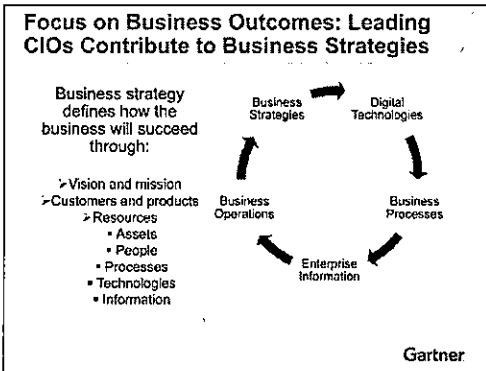 Focus on Business Outcomes: Leading
CIOs Contribute to Business Strategies
Business strategy
defines how the
business will succeed
through:
➢Vision and mission
➢Customers and products
➢Resources
▪ Assets
▪ People
▪ Processes
▪ Technologies
▪ Information
Business
Strategies
Digital
Technologies
Business
Processes
Enterprise
Information
Business
Operations
Gartner